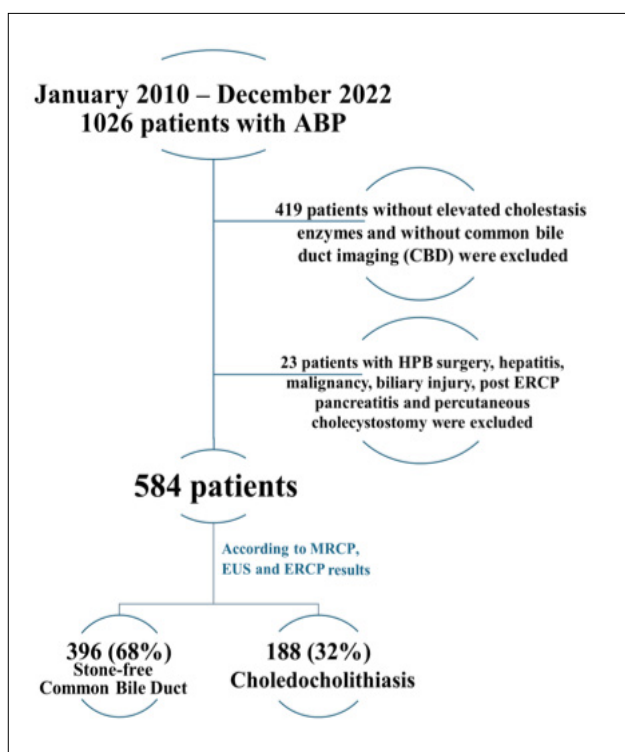 January 2010 – December 2022
1026 patients with ABP
419 patients without elevated cholestasis
enzymes and without common bile
duct imaging (CBD) were excluded
23 patients with HPB surgery, hepatitis,
malignancy, biliary injury, post ERCP
pancreatitis and percutaneous
cholecystostomy were excluded
584 patients
According to MRCP,
EUS and ERCP results
396 (68%)
Stone-free
Common Bile Duct
188 (32%)
Choledocholithiasis